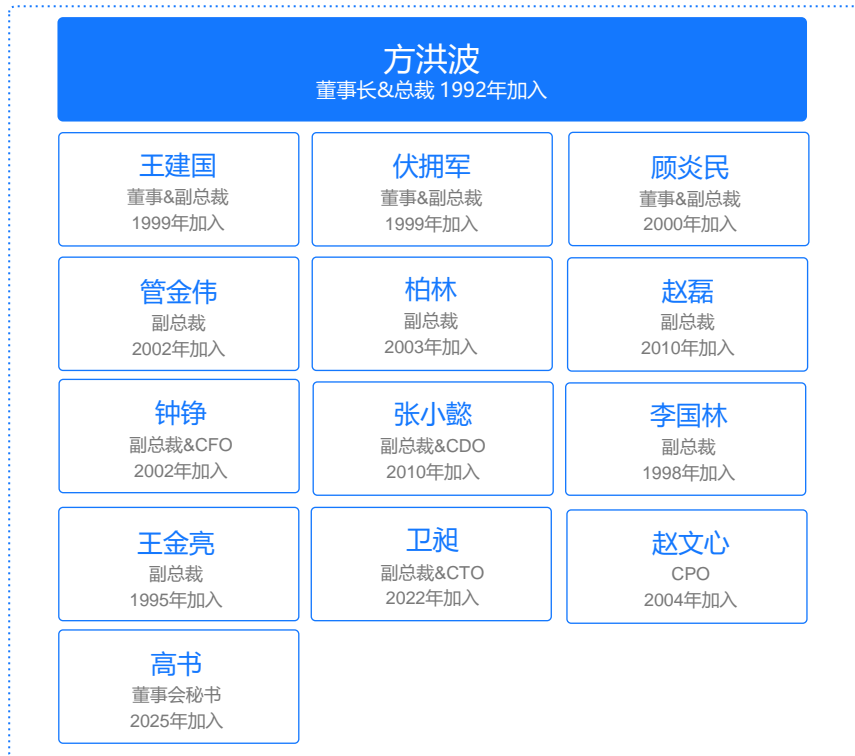 方洪波
董事长&总裁 1992年加入
王建国
董事&副总裁
1999年加入
伏拥军
董事&副总裁
1999年加入
顾炎民
董事&副总裁
2000年加入
管金伟
副总裁
2002年加入
柏林
副总裁
2003年加入
赵磊
副总裁
2010年加入
钟铮
副总裁&CFO
2002年加入
张小懿
副总裁&CDO
2010年加入
李国林
副总裁
1998年加入
王金亮
副总裁
1995年加入
卫昶
副总裁&CTO
2022年加入
赵文心
CPO
2004年加入
高书
董事会秘书
2025年加入